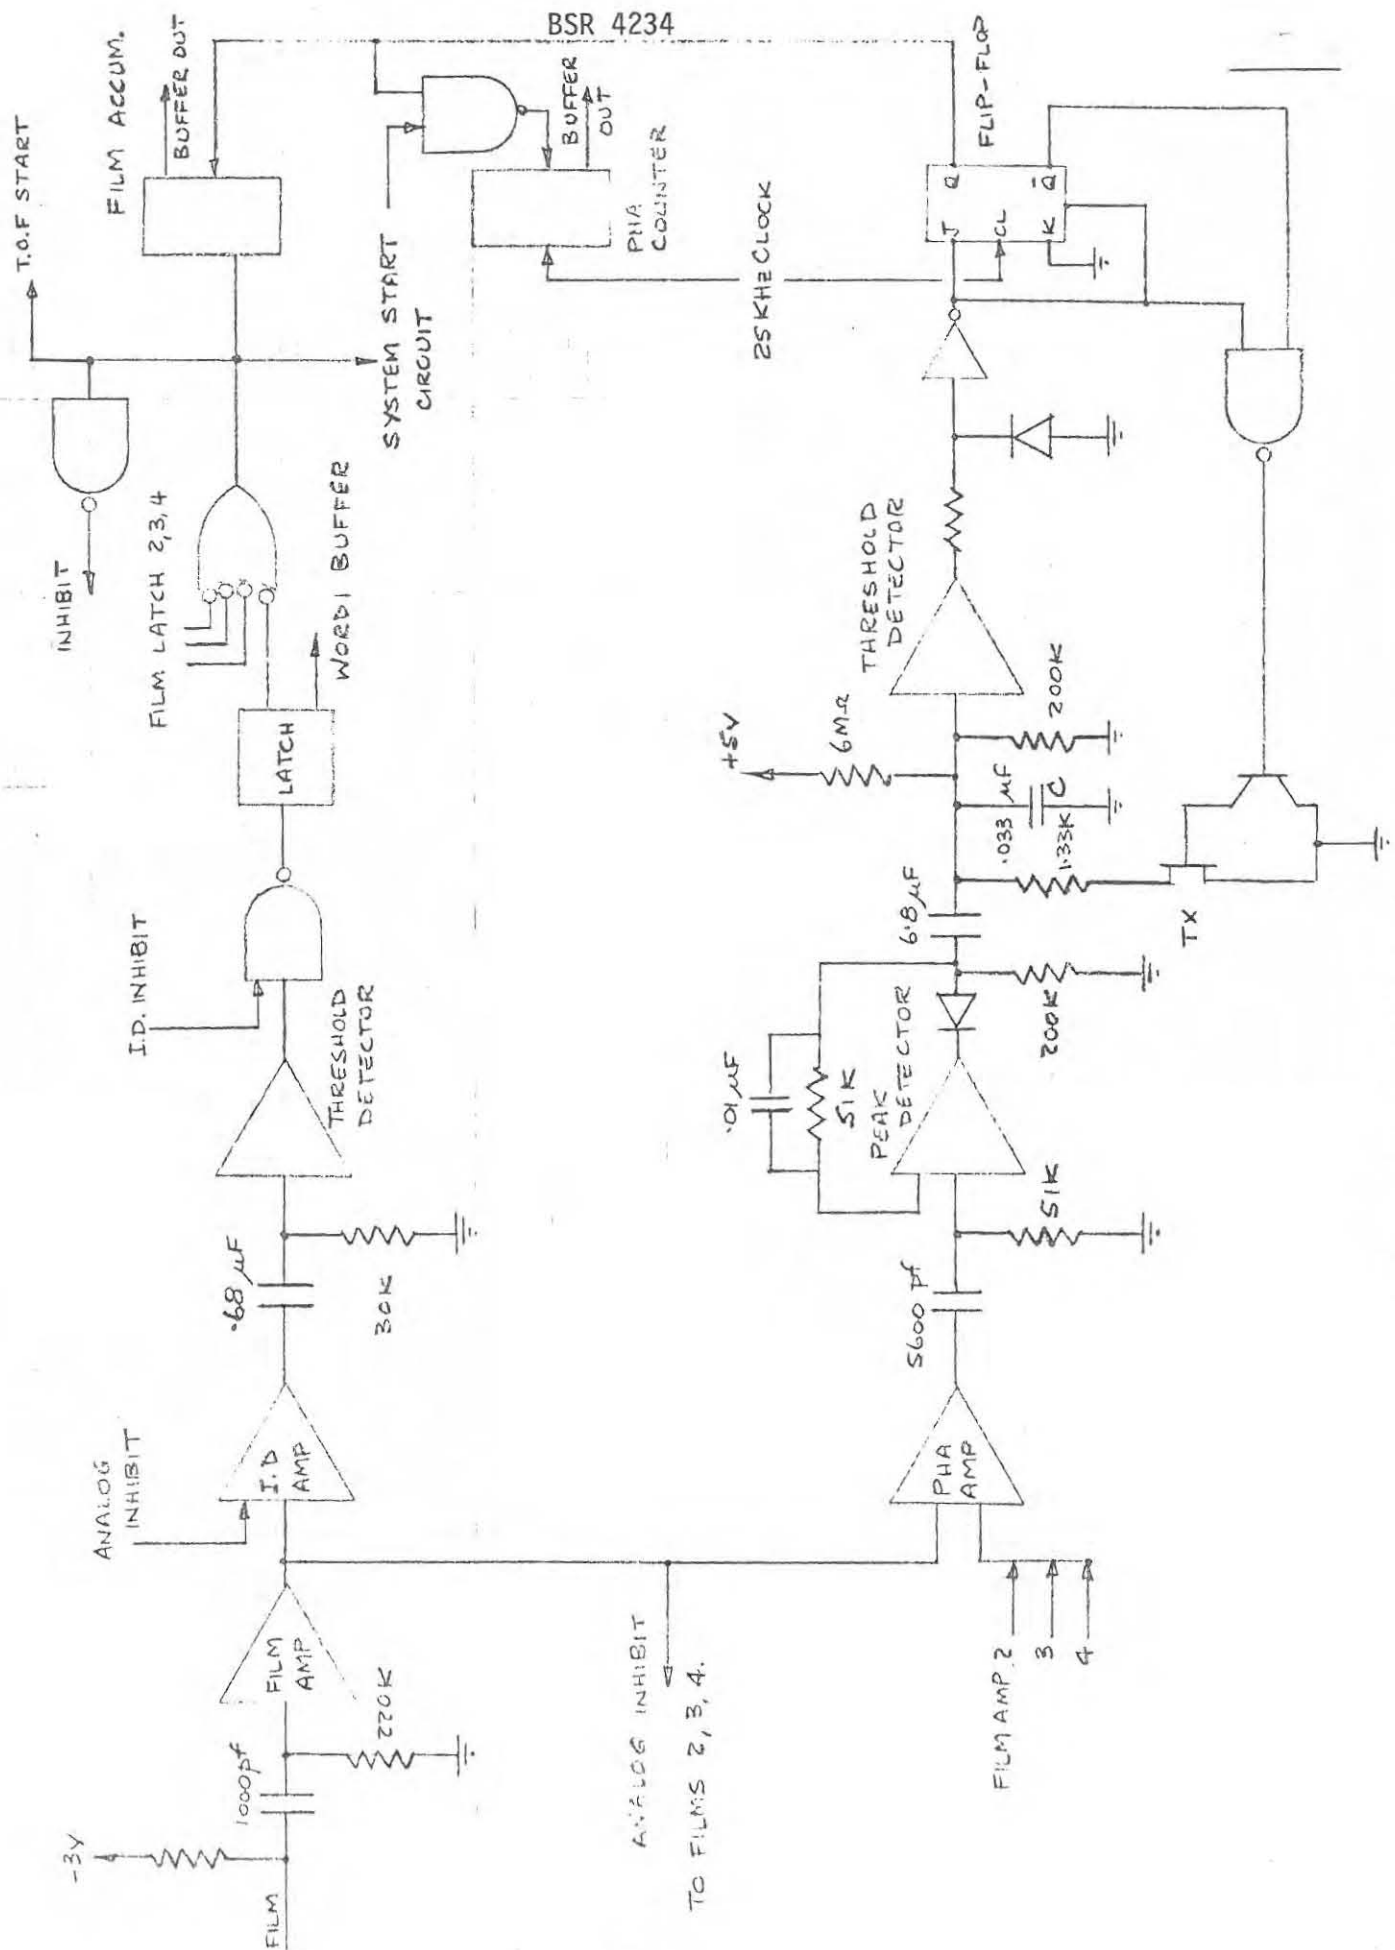 BSR 4234
FILM
-3V
1000pf
220K
FILM
AMP
ANALOG
INHIBIT
I.D
AMP
.68 µF
30K
THRESHOLD
DETECTOR
I.D. INHIBIT
LATCH
WORD1 BUFFER
FILM LATCH 2,3,4
INHIBIT
T.O.F START
SYSTEM START
CIRCUIT
FILM ACCUM.
BUFFER OUT
BUFFER
OUT
PHA
COUNTER
ANALOG INHIBIT
TO FILMS 2, 3, 4.
FILM AMP. 2
3
4
PHA
AMP
5600 pf
51K
PEAK
DETECTOR
51K
.01 µF
200K
6.8 µF
TX
1.33K
.033 µF
C
+5V
6MΩ
200K
THRESHOLD
DETECTOR
25KHz CLOCK
J
CL
K
Q
Q̄
FLIP-FLOP